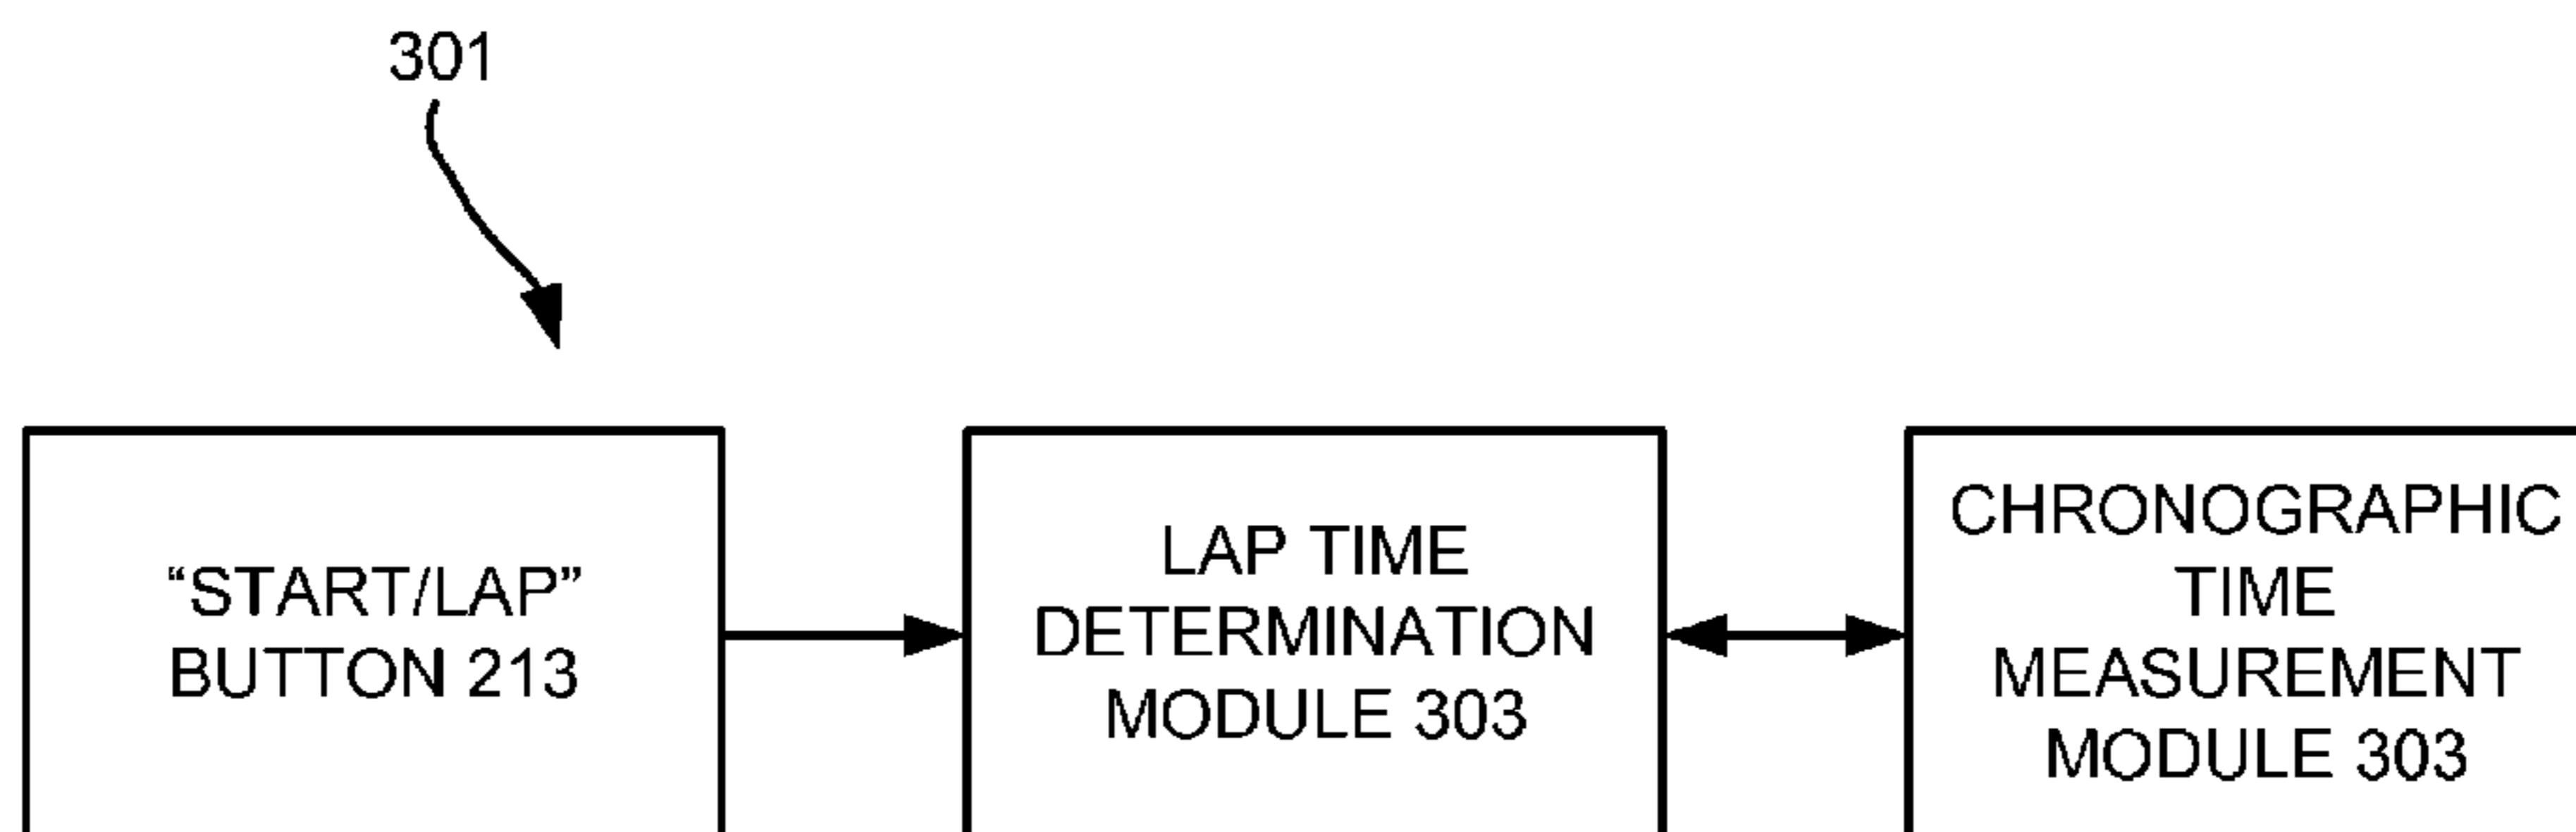 301
“START/LAP”
BUTTON 213
LAP TIME
DETERMINATION
MODULE 303
CHRONOGRAPHIC
TIME
MEASUREMENT
MODULE 303